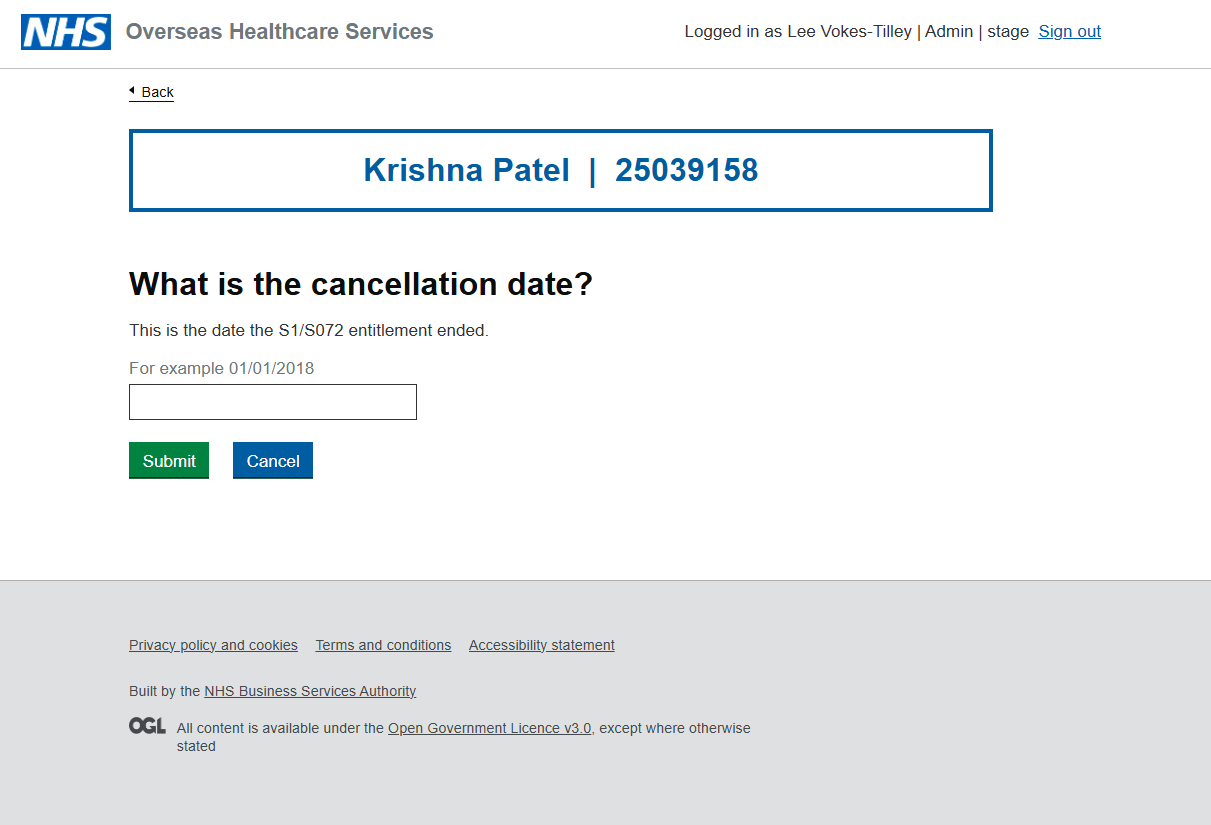 NHS Overseas Healthcare Services
Logged in as Lee Vokes-Tilley | Admin | stage Sign out
Back
Krishna Patel | 25039158
What is the cancellation date?
This is the date the S1/S072 entitlement ended.
For example 01/01/2018
Submit Cancel
Privacy policy and cookies Terms and conditions Accessibility statement
Built by the NHS Business Services Authority
OGL All content is available under the Open Government Licence v3.0, except where otherwise
stated